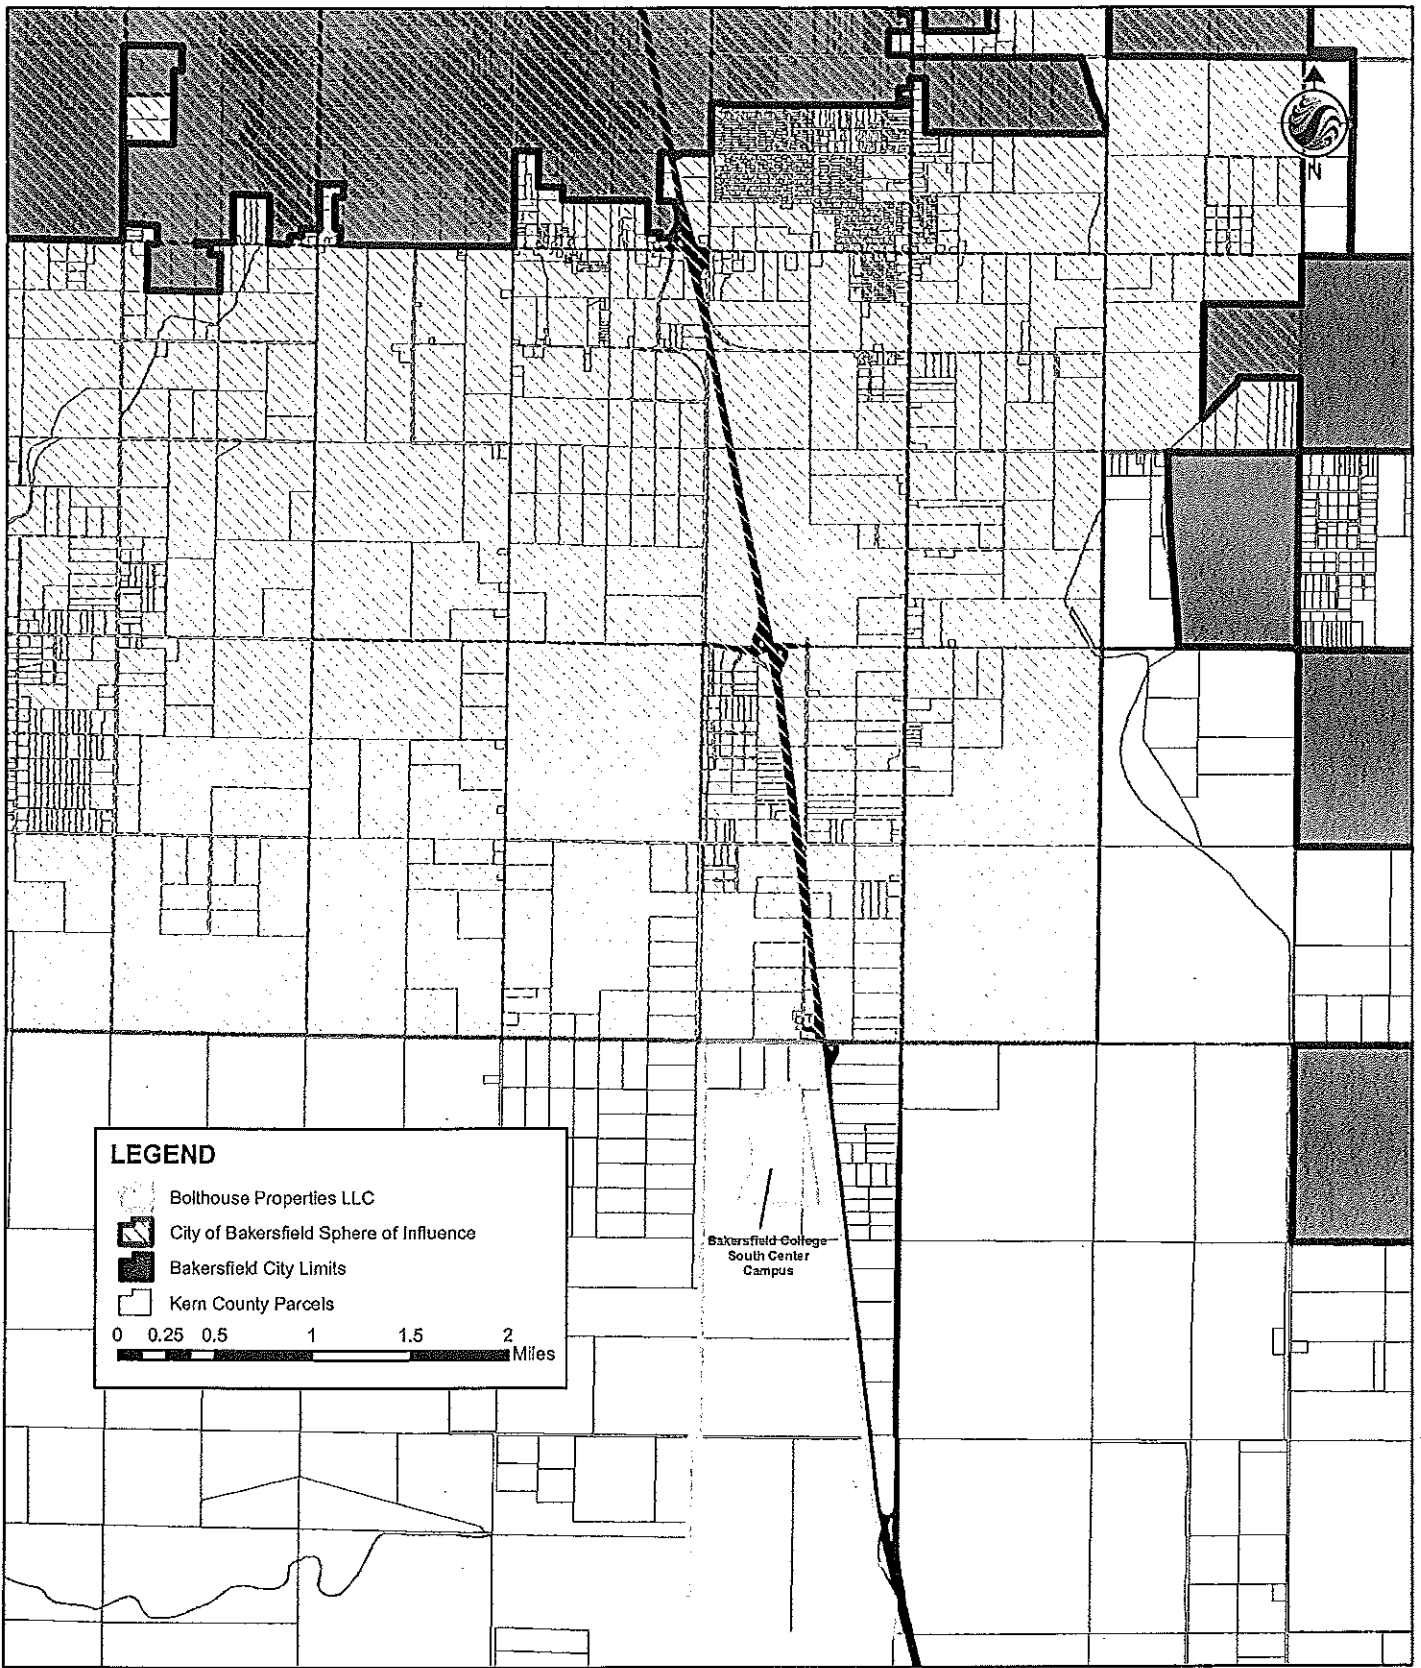 N
Bakersfield College
South Center
Campus
LEGEND
Bolthouse Properties LLC
City of Bakersfield Sphere of Influence
Bakersfield City Limits
Kern County Parcels
0 0.25 0.5 1 1.5 2
Miles